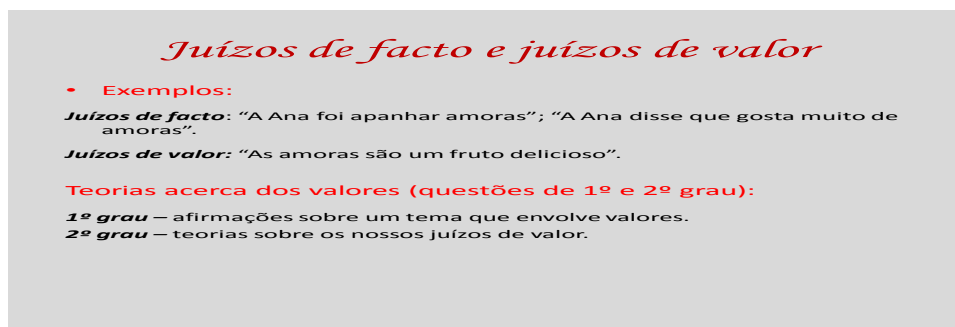 Juízos de facto e juízos de valor
• Exemplos:
Juízos de facto: “A Ana foi apanhar amoras”; “A Ana disse que gosta muito de
amoras”.
Juízos de valor: “As amoras são um fruto delicioso”.
Teorias acerca dos valores (questões de 1º e 2º grau):
1º grau – afirmações sobre um tema que envolve valores.
2º grau – teorias sobre os nossos juízos de valor.